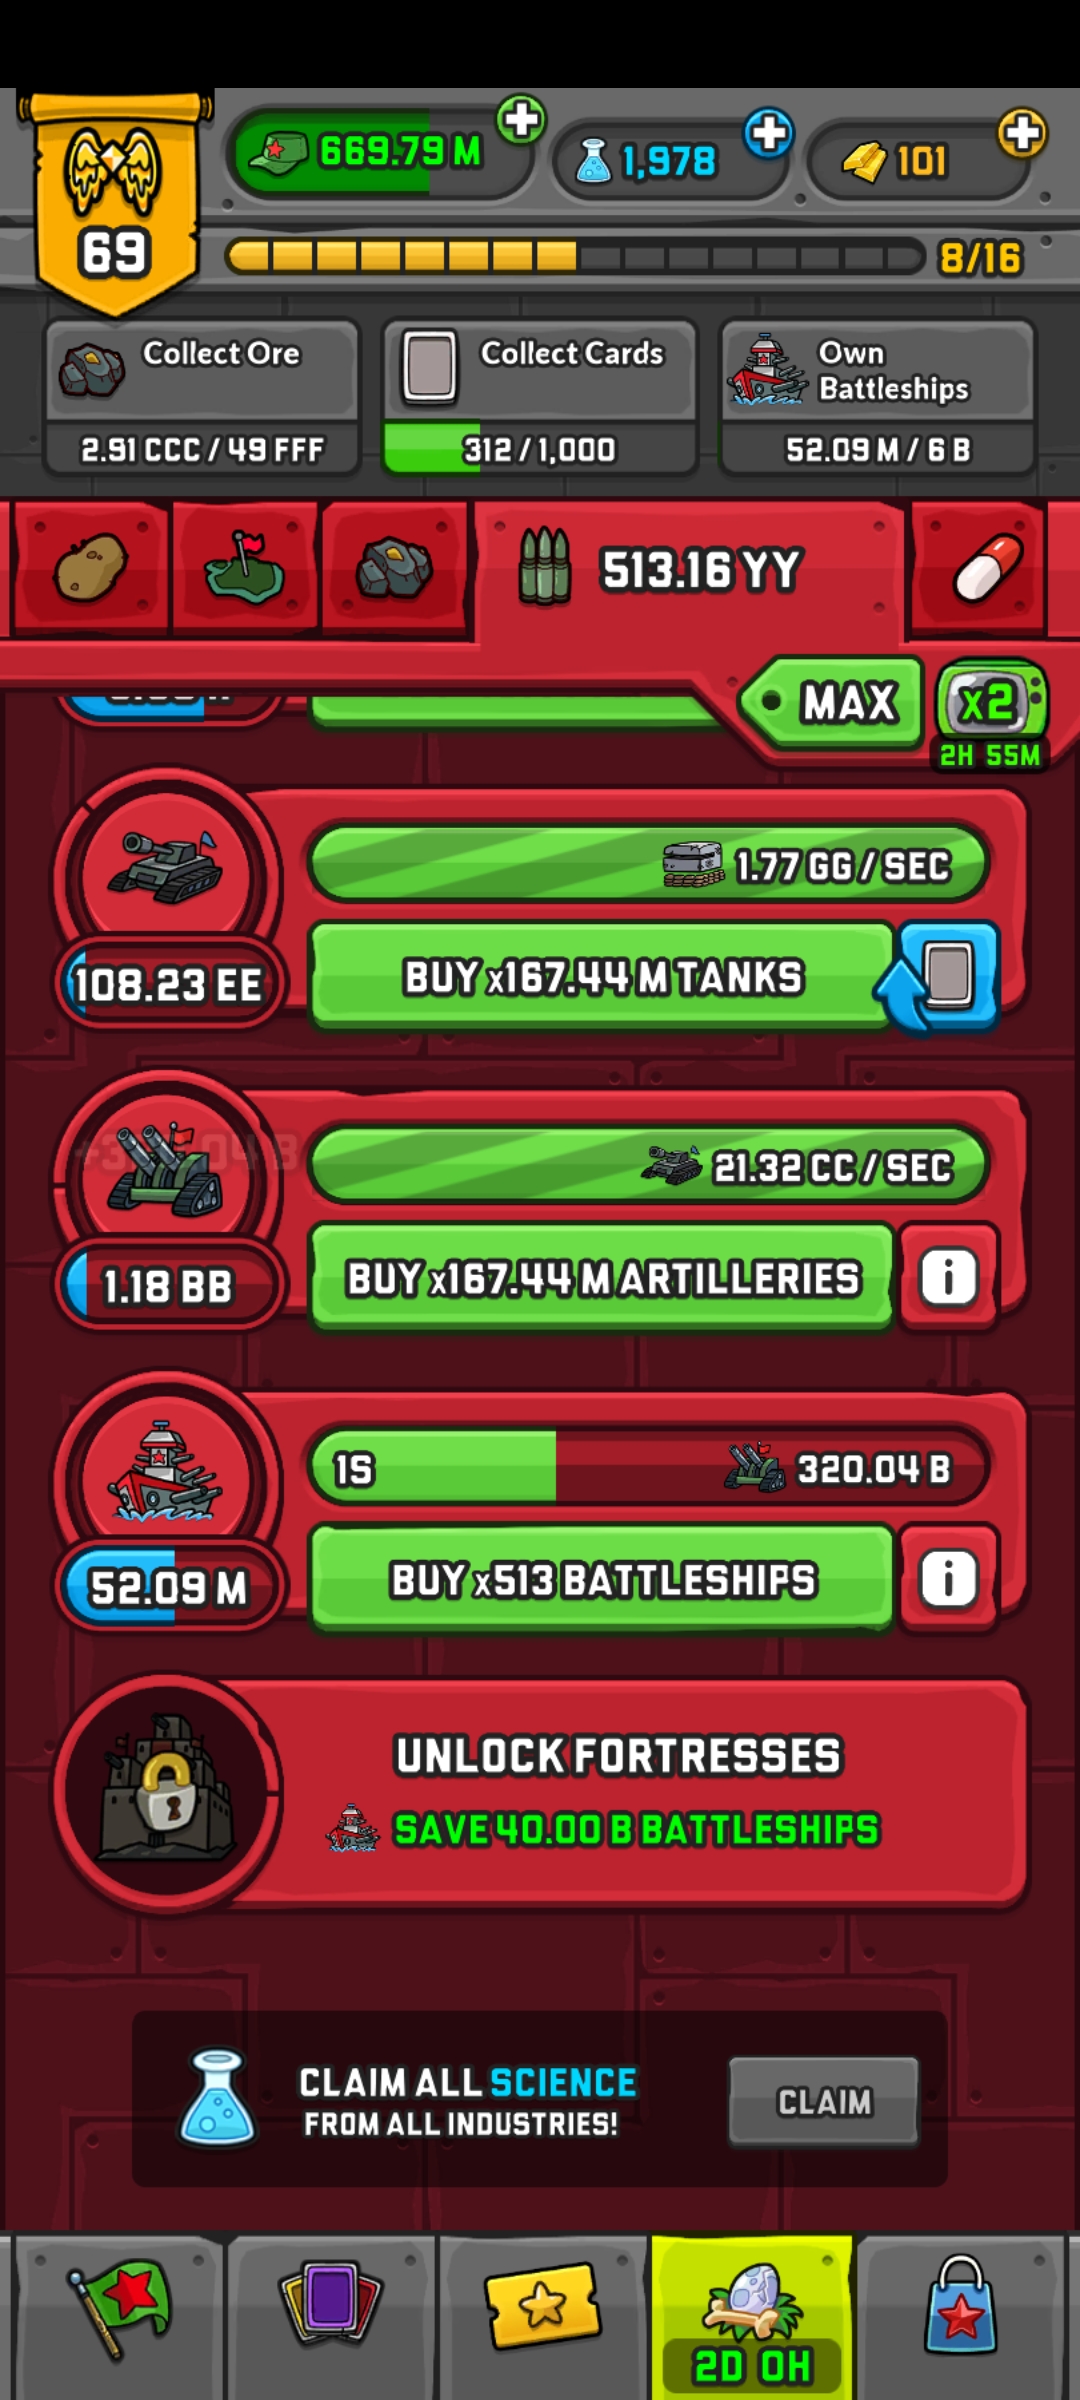 69
669.79 M
1,978
101
8/16
Collect Ore
2.91 CCC / 49 FFF
Collect Cards
312 / 1,000
Own
Battleships
52.09 M / 6 B
513.16 YY
MAX
x2
2H 55M
1.77 GG / SEC
108.23 EE
BUY x167.44 M TANKS
21.32 CC / SEC
1.18 BB
BUY x167.44 M ARTILLERIES
i
1S
320.04 B
52.09 M
BUY x513 BATTLESHIPS
i
UNLOCK FORTRESSES
SAVE 40.00 B BATTLESHIPS
CLAIM ALL SCIENCE
FROM ALL INDUSTRIES!
CLAIM
2D 0H